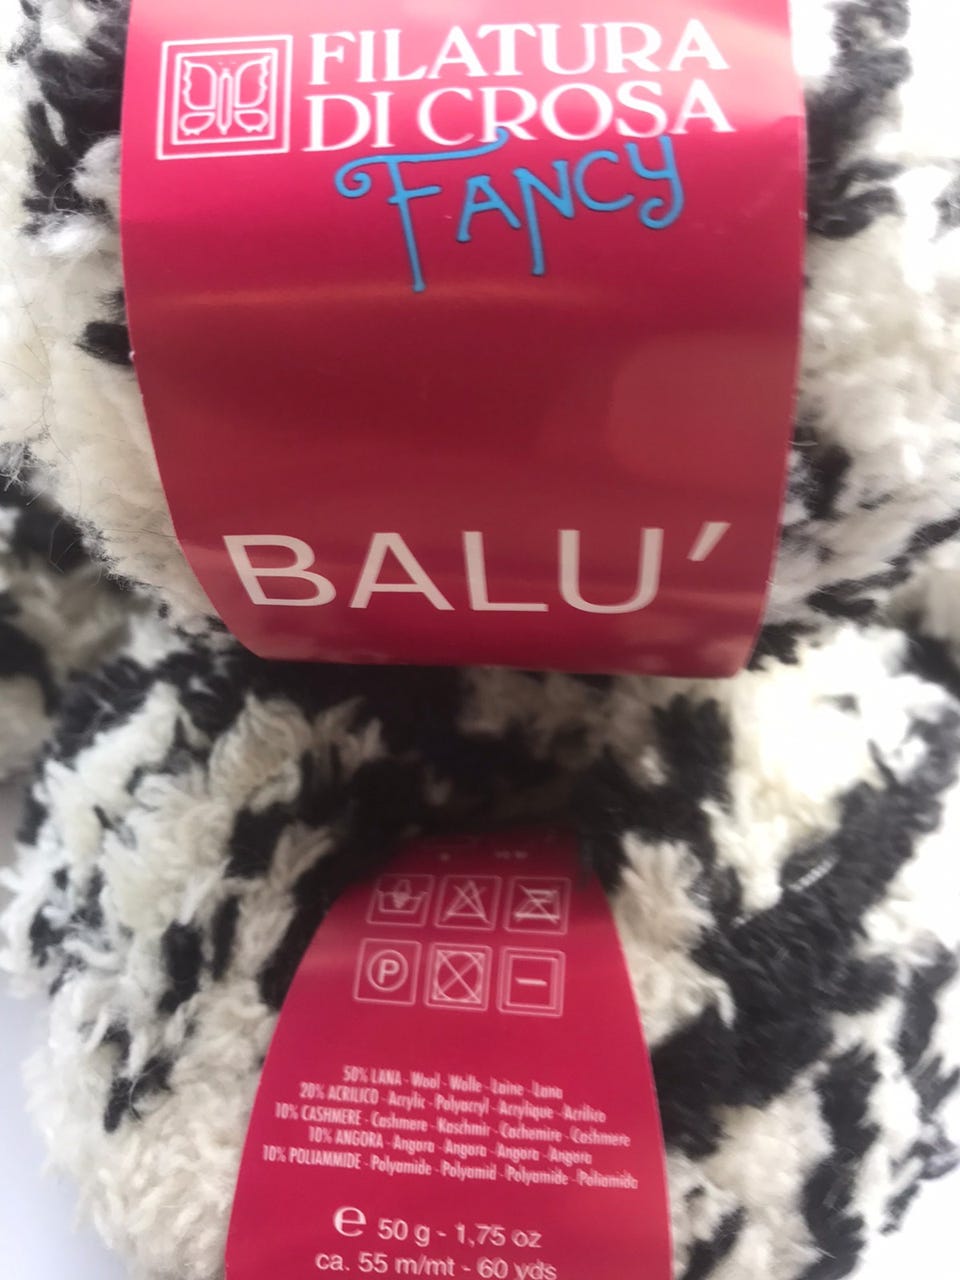 FILATURA
DI CROSA
FANCY
BALU'
P
50% LANA - Wool - Wolle - Laine - Lana
20% ACRILICO - Acrylic - Polyacryl - Acrylique - Acrilico
10% CASHMERE - Cashmere - Kaschmir - Cachemire - Cashmere
10% ANGORA - Angora - Angora - Angora - Angora
10% POLIAMMIDE - Polyamide - Polyamid - Polyamide - Poliamida
e 50 g - 1,75 oz
ca. 55 m/mt - 60 yds